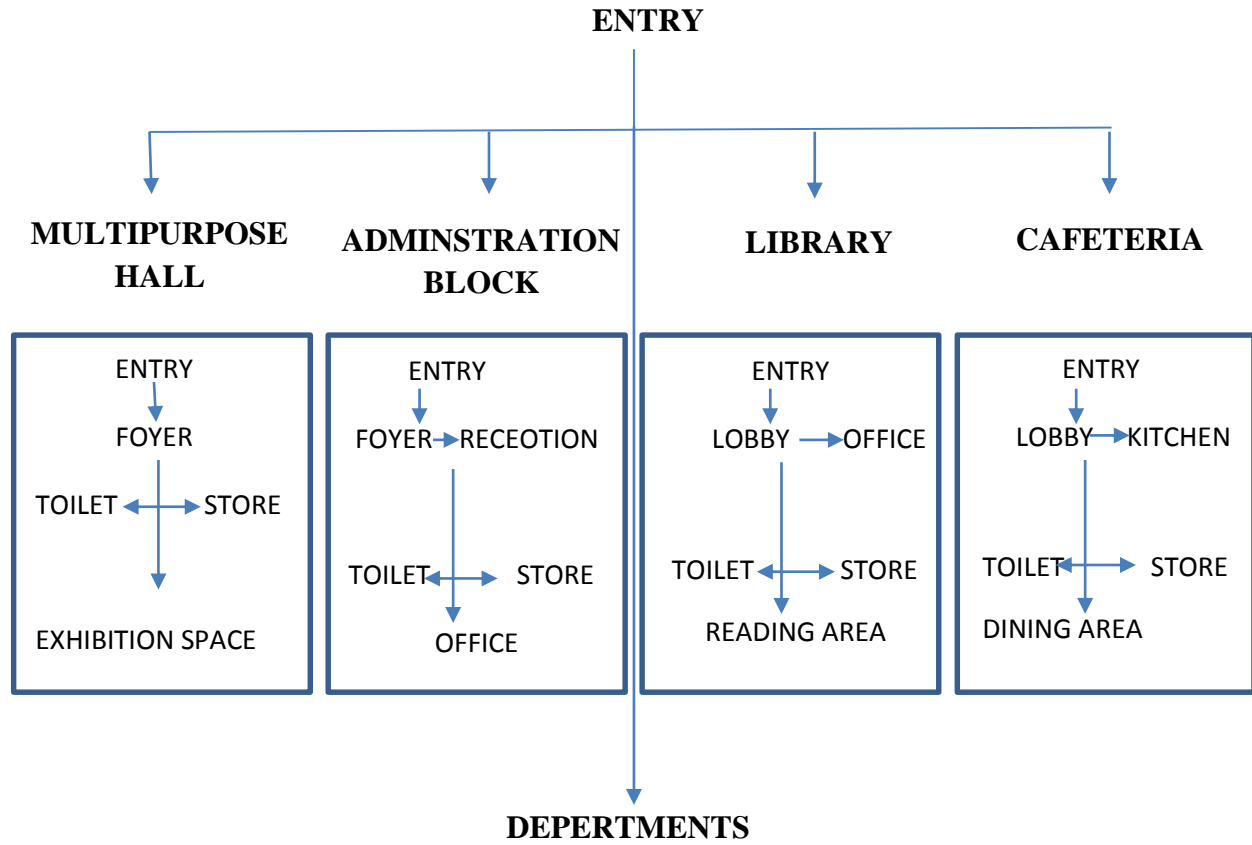 ENTRY
MULTIPURPOSE
HALL
ADMINSTRATION
BLOCK
LIBRARY
CAFETERIA
ENTRY
FOYER
TOILET
STORE
EXHIBITION SPACE
ENTRY
FOYER
RECEOTION
TOILET
STORE
OFFICE
ENTRY
LOBBY
OFFICE
TOILET
STORE
READING AREA
ENTRY
LOBBY
KITCHEN
TOILET
STORE
DINING AREA
DEPERTMENTS